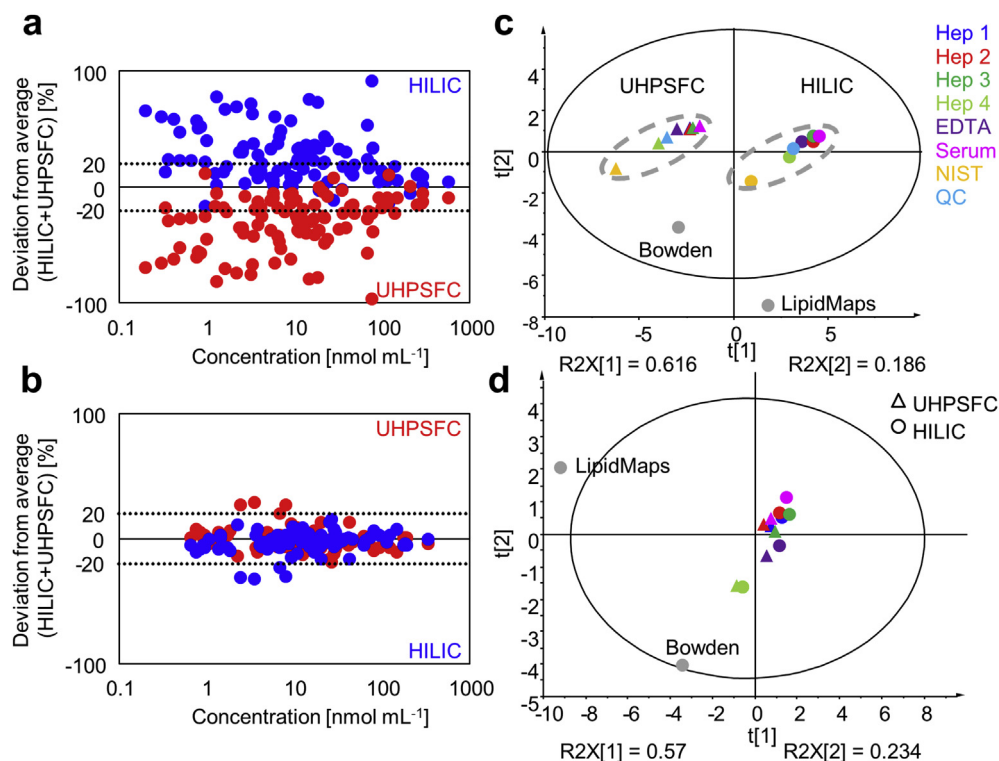 a
Deviation from average
(HILIC+UHPSFC) [%]
100
20
0
-20
-100
HILIC
UHPSFC
0.1
1
10
100
1000
Concentration [nmol mL-1]
b
Deviation from average
(HILIC+UHPSFC) [%]
100
20
0
-20
-100
UHPSFC
HILIC
0.1
1
10
100
1000
Concentration [nmol mL-1]
c
t[2]
4
2
0
-2
-4
-6
-8
UHPSFC
HILIC
Bowden
LipidMaps
-10
-5
0
5
10
t[1]
R2X[1] = 0.616
R2X[2] = 0.186
Hep 1
Hep 2
Hep 3
Hep 4
EDTA
Serum
NIST
QC
d
t[2]
4
3
2
1
0
-1
-2
-3
-4
-5
LipidMaps
Bowden
UHPSFC
HILIC
-10
-8
-6
-4
-2
0
2
4
6
8
t[1]
R2X[1] = 0.57
R2X[2] = 0.234